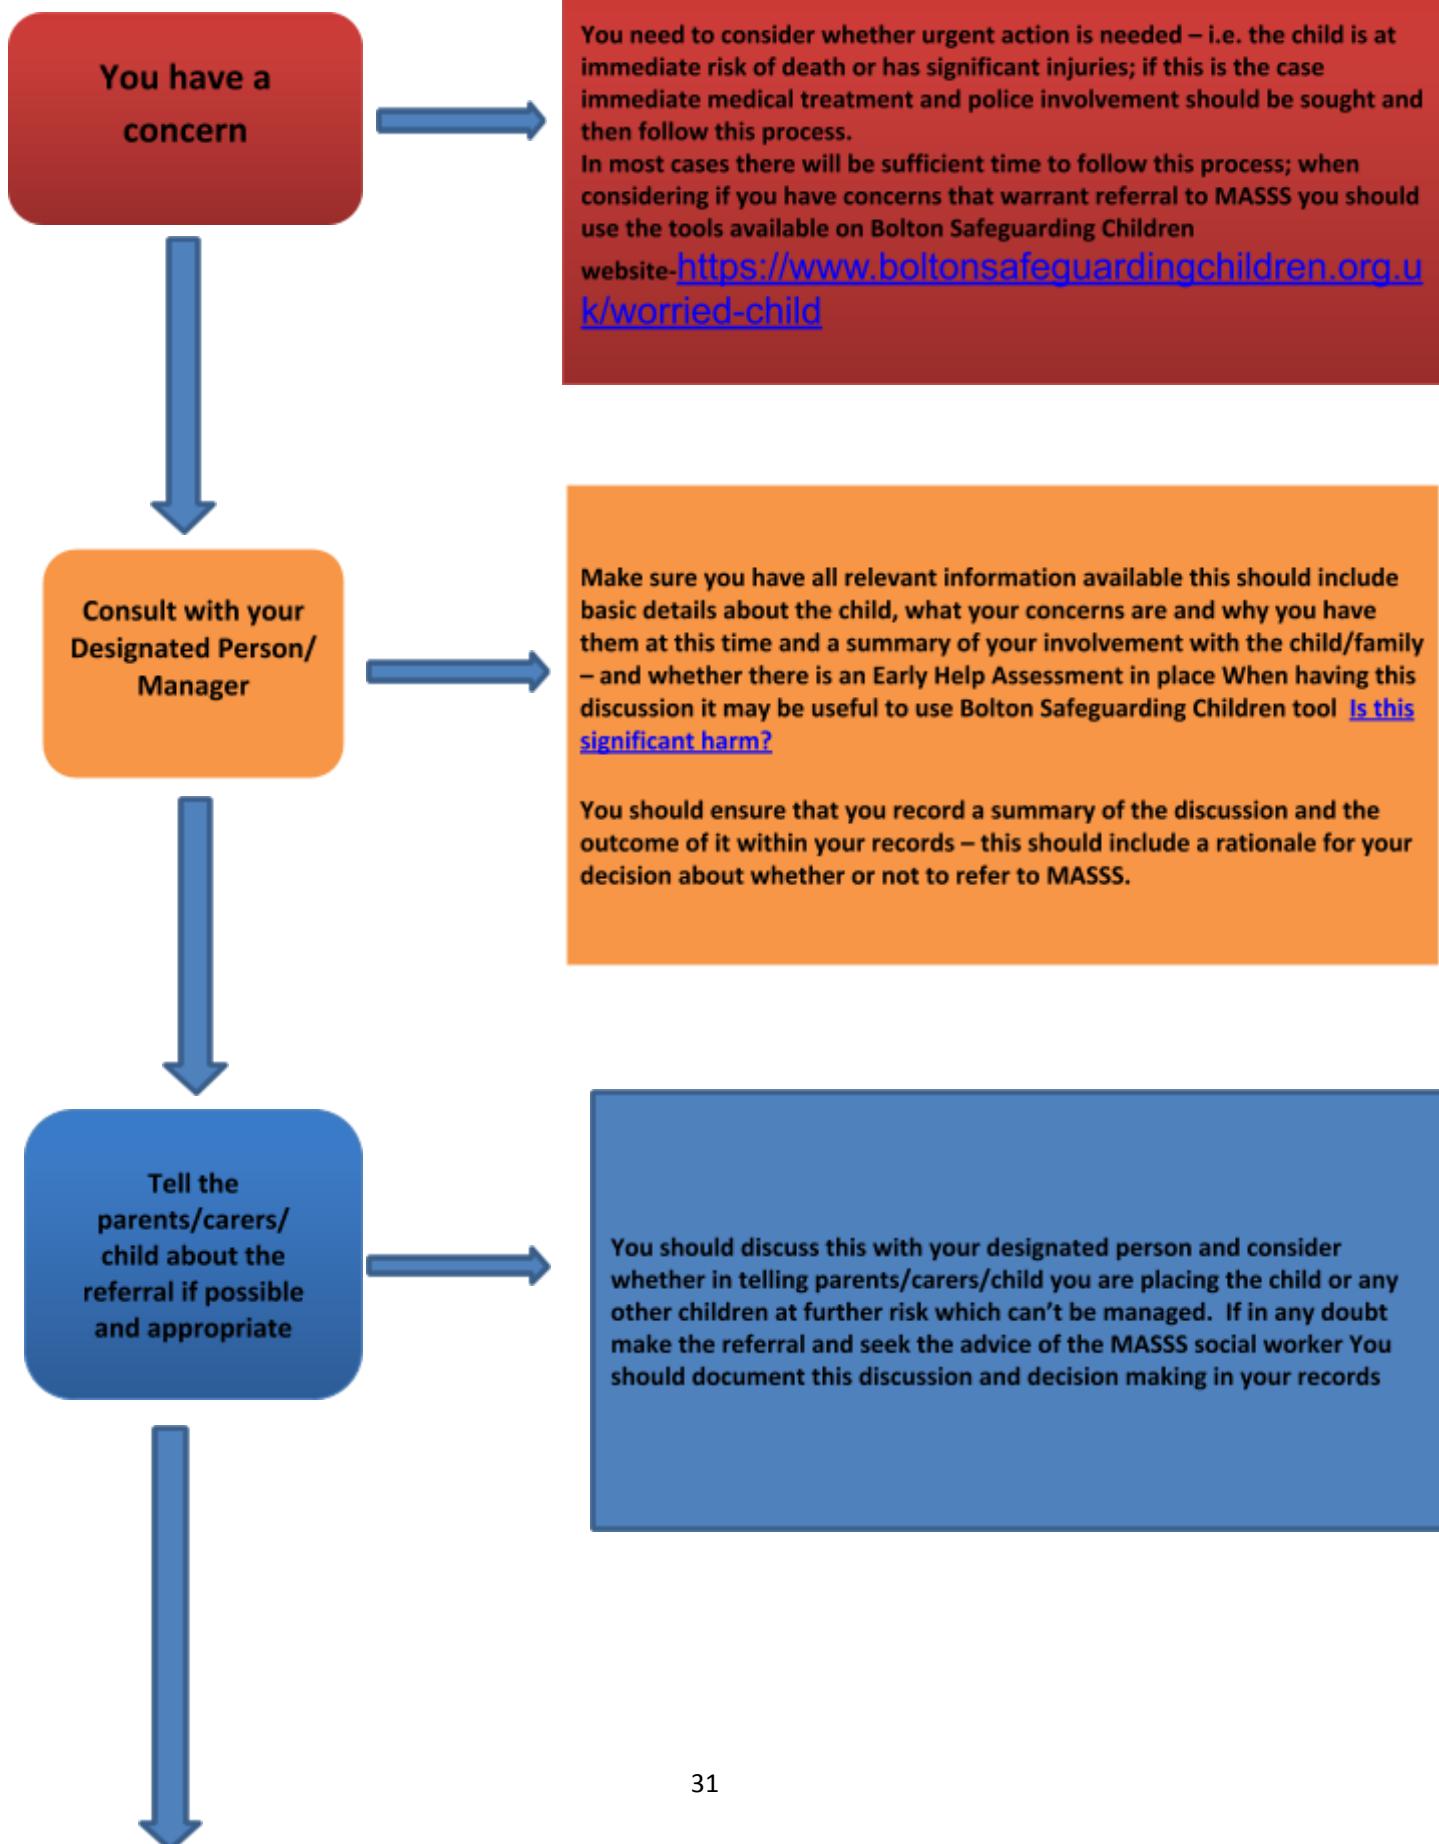 You have a
concern
You need to consider whether urgent action is needed – i.e. the child is at
immediate risk of death or has significant injuries; if this is the case
immediate medical treatment and police involvement should be sought and
then follow this process.
In most cases there will be sufficient time to follow this process; when
considering if you have concerns that warrant referral to MASSS you should
use the tools available on Bolton Safeguarding Children
website-https://www.boltonsafeguardingchildren.org.u
k/worried-child
Consult with your
Designated Person/
Manager
Make sure you have all relevant information available this should include
basic details about the child, what your concerns are and why you have
them at this time and a summary of your involvement with the child/family
– and whether there is an Early Help Assessment in place When having this
discussion it may be useful to use Bolton Safeguarding Children tool  Is this
significant harm?
You should ensure that you record a summary of the discussion and the
outcome of it within your records – this should include a rationale for your
decision about whether or not to refer to MASSS.
Tell the
parents/carers/
child about the
referral if possible
and appropriate
You should discuss this with your designated person and consider
whether in telling parents/carers/child you are placing the child or any
other children at further risk which can’t be managed.  If in any doubt
make the referral and seek the advice of the MASSS social worker You
should document this discussion and decision making in your records
31